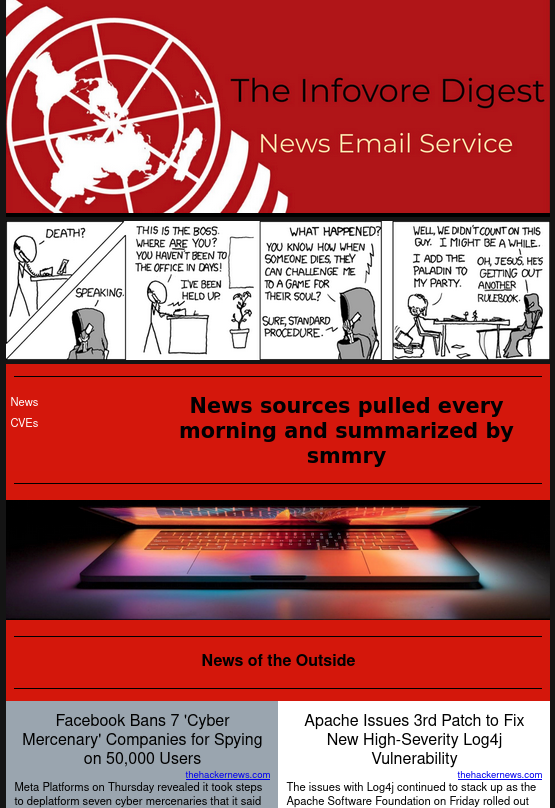 The Infovore Digest
News Email Service
DEATH?
SPEAKING.
THIS IS THE BOSS.
WHERE ARE YOU?
YOU HAVEN'T BEEN TO
THE OFFICE IN DAYS!
I'VE BEEN
HELD UP.
WHAT HAPPENED?
YOU KNOW HOW WHEN
SOMEONE DIES, THEY
CAN CHALLENGE ME
TO A GAME FOR
THEIR SOUL?
SURE, STANDARD
PROCEDURE.
WELL, WE DIDN'T COUNT ON THIS
GUY. I MIGHT BE A WHILE.
I ADD THE
PALADIN TO
MY PARTY.
OH, JESUS, HE'S
GETTING OUT
ANOTHER
RULEBOOK.
News
CVEs
News sources pulled every
morning and summarized by
smmry
News of the Outside
Facebook Bans 7 'Cyber
Mercenary' Companies for Spying
on 50,000 Users
thehackernews.com
Meta Platforms on Thursday revealed it took steps
to deplatform seven cyber mercenaries that it said
Apache Issues 3rd Patch to Fix
New High-Severity Log4j
Vulnerability
thehackernews.com
The issues with Log4j continued to stack up as the
Apache Software Foundation on Friday rolled out